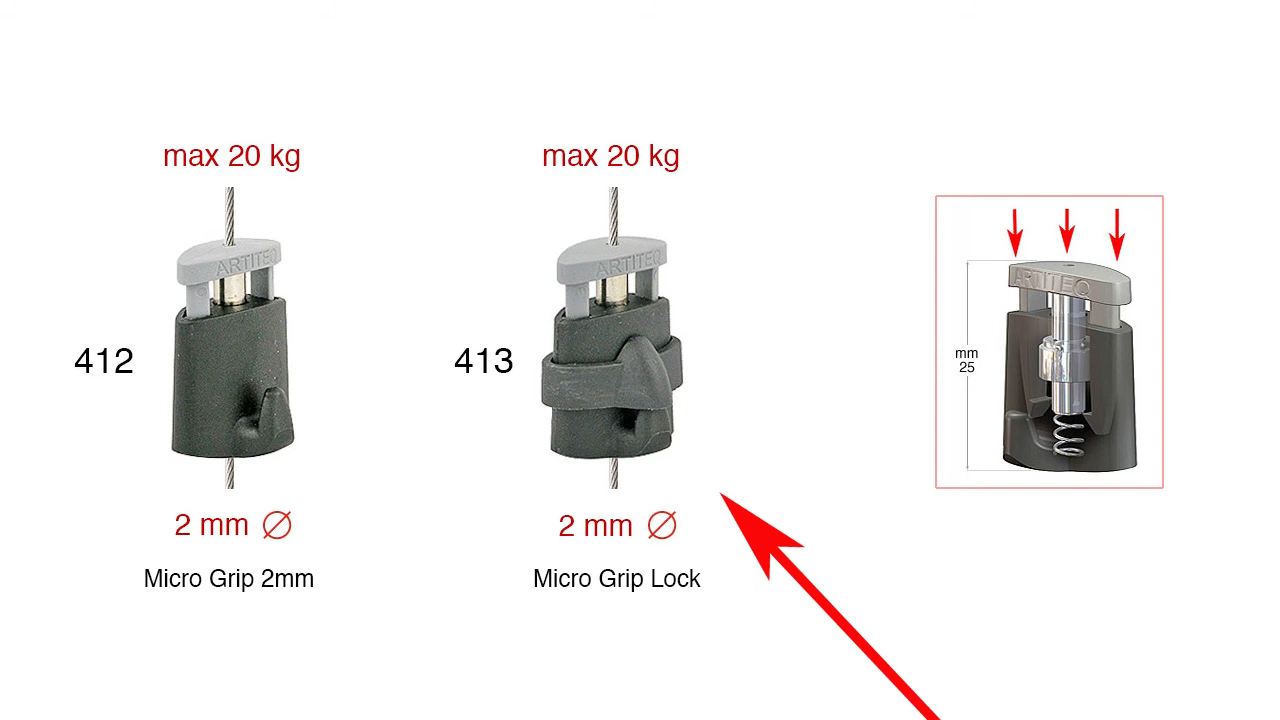 max 20 kg
ARTITEQ
412
2 mm Ø
Micro Grip 2mm
max 20 kg
ARTITEQ
413
2 mm Ø
Micro Grip Lock
ARTITEQ
mm
25